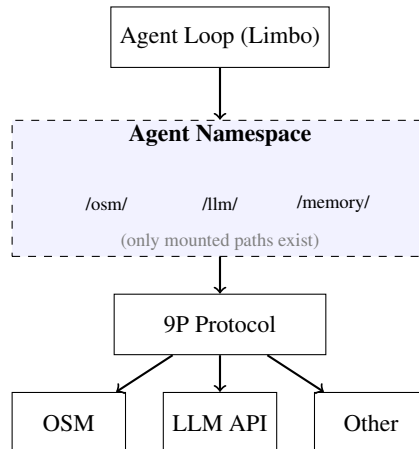 Agent Loop (Limbo)
Agent Namespace
/osm/ /llm/ /memory/
(only mounted paths exist)
9P Protocol
OSM LLM API Other